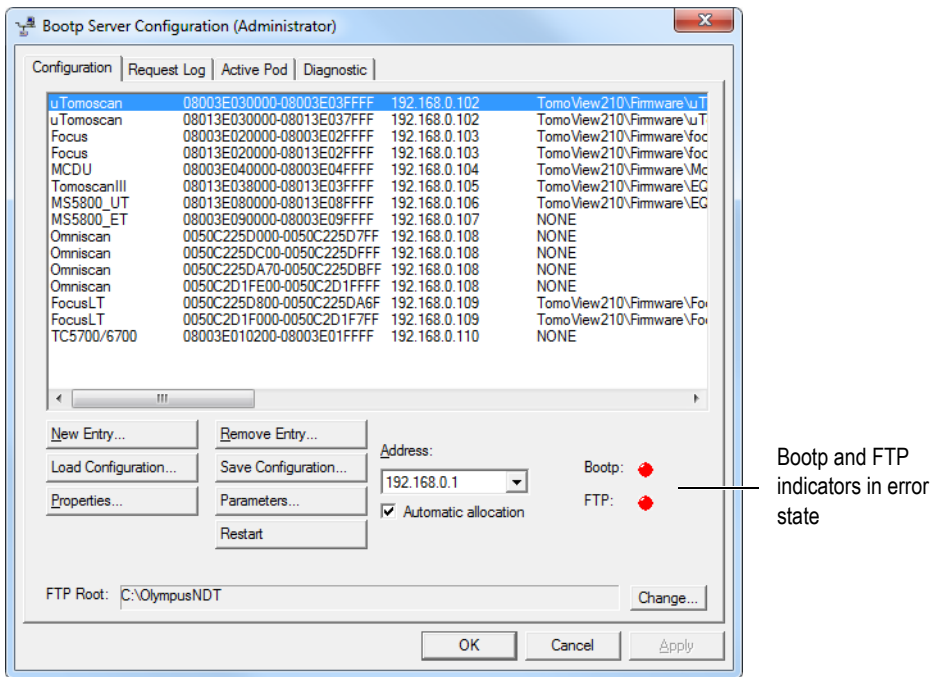 Bootp Server Configuration (Administrator)
Configuration Request Log Active Pod Diagnostic
uTomoscan 08003E030000-08003E03FFFF 192.168.0.102 TomoView210\Firmware\uT
uTomoscan 08013E030000-08013E037FFF 192.168.0.102 TomoView210\Firmware\uT
Focus 08003E020000-08003E02FFFF 192.168.0.103 TomoView210\Firmware\foc
Focus 08013E020000-08013E02FFFF 192.168.0.103 TomoView210\Firmware\foc
MCDU 08003E040000-08003E04FFFF 192.168.0.104 TomoView210\Firmware\Mc
TomoscanIII 08013E038000-08013E03FFFF 192.168.0.105 TomoView210\Firmware\EQ
MS5800_UT 08013E080000-08013E08FFFF 192.168.0.106 TomoView210\Firmware\EQ
MS5800_ET 08003E090000-08003E09FFFF 192.168.0.107 NONE
Omniscan 0050C225D000-0050C225D7FF 192.168.0.108 NONE
Omniscan 0050C225DC00-0050C225DFFF 192.168.0.108 NONE
Omniscan 0050C225DA70-0050C225DBFF 192.168.0.108 NONE
Omniscan 0050C2D1FE00-0050C2D1FFFF 192.168.0.108 NONE
FocusLT 0050C225D800-0050C225DA6F 192.168.0.109 TomoView210\Firmware\Fo
FocusLT 0050C2D1F000-0050C2D1F7FF 192.168.0.109 TomoView210\Firmware\Fo
TC5700/6700 08003E010200-08003E01FFFF 192.168.0.110 NONE
New Entry... Remove Entry...
Load Configuration... Save Configuration...
Properties... Parameters...
Restart
Address:
192.168.0.1
Automatic allocation
Bootp:
FTP:
Bootp and FTP
indicators in error
state
FTP Root: C:\OlympusNDT Change...
OK Cancel Apply